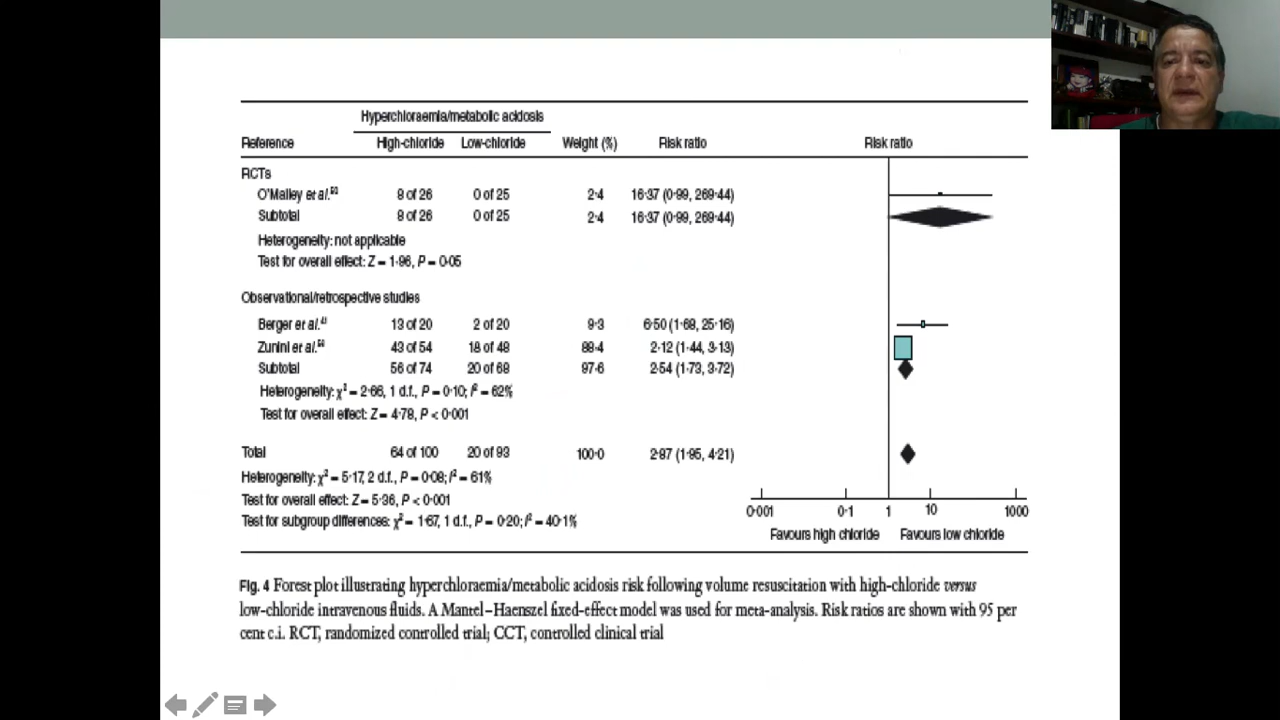 Hyperchloraemia/metabolic acidosis
Reference High-chloride Low-chloride Weight (%) Risk ratio Risk ratio
RCTs
O'Malley et al. 8 of 26 0 of 25 2·4 16·37 (0·99, 269·44)
Subtotal 8 of 26 0 of 25 2·4 16·37 (0·99, 269·44)
Heterogeneity: not applicable
Test for overall effect: Z = 1·96, P = 0·05
Observational/retrospective studies
Berger et al. 13 of 20 2 of 20 9·3 6·50 (1·68, 25·16)
Zunini et al. 43 of 54 18 of 48 88·4 2·12 (1·44, 3·13)
Subtotal 56 of 74 20 of 68 97·6 2·54 (1·73, 3·72)
Heterogeneity: χ² = 2·66, 1 d.f., P = 0·10; I² = 62%
Test for overall effect: Z = 4·78, P < 0·001
Total 64 of 100 20 of 93 100·0 2·87 (1·95, 4·21)
Heterogeneity: χ² = 5·17, 2 d.f., P = 0·08; I² = 61%
Test for overall effect: Z = 5·36, P < 0·001
Test for subgroup differences: χ² = 1·67, 1 d.f., P = 0·20; I² = 40·1%
0·001 0·1 1 10 1000
Favours high chloride Favours low chloride
Fig. 4 Forest plot illustrating hyperchloraemia/metabolic acidosis risk following volume resuscitation with high-chloride versus
low-chloride intravenous fluids. A Mantel–Haenszel fixed-effect model was used for meta-analysis. Risk ratios are shown with 95 per
cent c.i. RCT, randomized controlled trial; CCT, controlled clinical trial